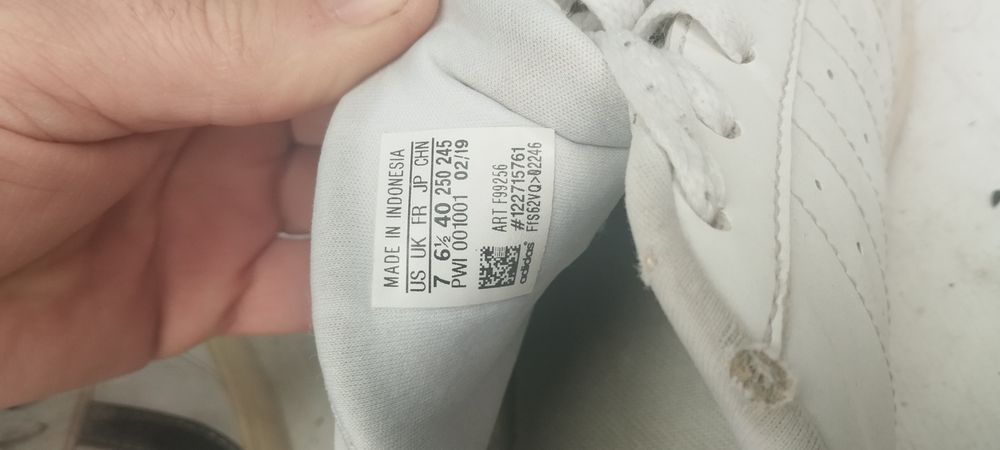 MADE IN INDONESIA
US UK FR JP CHN
7 6½ 40 250 245
PWI 001001 02/19
ART F99256
#122715761
FfS62VQ>02246
adidas